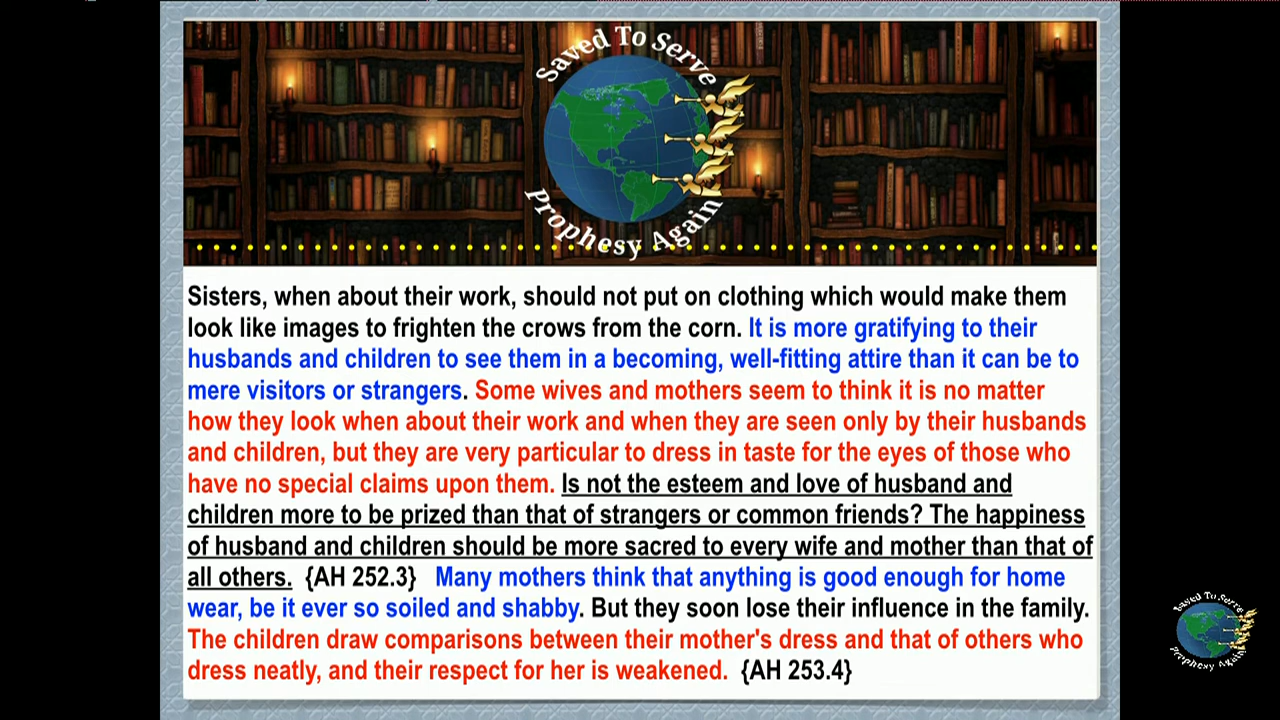 Saved To Serve
Prophesy Again
Sisters, when about their work, should not put on clothing which would make them
look like images to frighten the crows from the corn. It is more gratifying to their
husbands and children to see them in a becoming, well-fitting attire than it can be to
mere visitors or strangers. Some wives and mothers seem to think it is no matter
how they look when about their work and when they are seen only by their husbands
and children, but they are very particular to dress in taste for the eyes of those who
have no special claims upon them. Is not the esteem and love of husband and
children more to be prized than that of strangers or common friends? The happiness
of husband and children should be more sacred to every wife and mother than that of
all others. {AH 252.3} Many mothers think that anything is good enough for home
wear, be it ever so soiled and shabby. But they soon lose their influence in the family.
The children draw comparisons between their mother's dress and that of others who
dress neatly, and their respect for her is weakened. {AH 253.4}
Saved To Serve
Prophesy Again